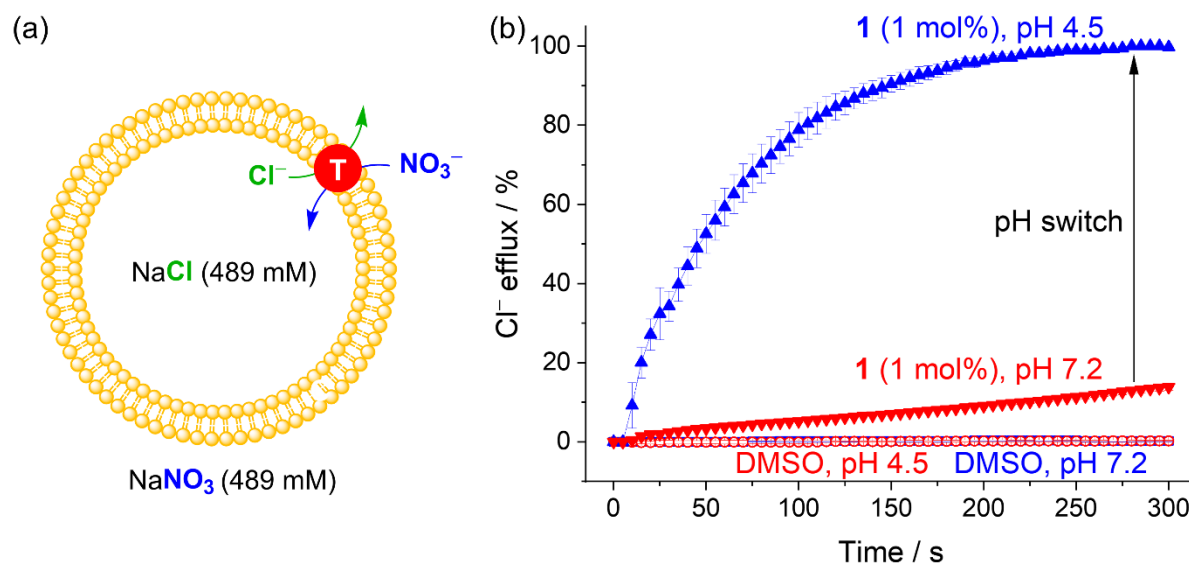 (a)
Cl⁻
T
NO₃⁻
NaCl (489 mM)
NaNO₃ (489 mM)
(b)
1 (1 mol%), pH 4.5
pH switch
1 (1 mol%), pH 7.2
DMSO, pH 4.5 DMSO, pH 7.2
Cl⁻ efflux / %
100
80
60
40
20
0
0 50 100 150 200 250 300
Time / s